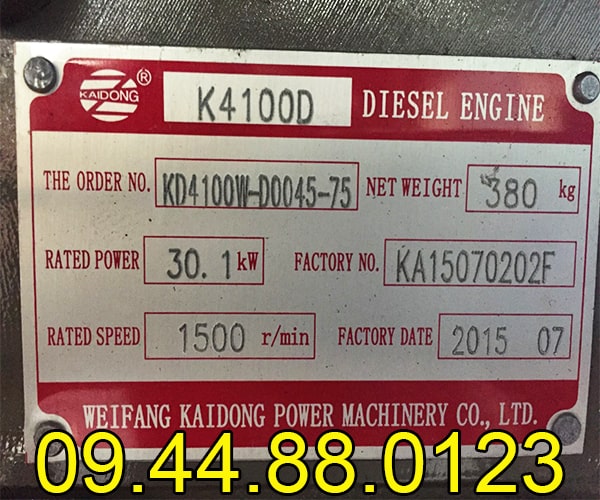 KAIDONG ® K4100D DIESEL ENGINE
THE ORDER NO. KD4100W-D0045-75 NET WEIGHT 380 kg
RATED POWER 30.1 kW FACTORY NO. KA15070202F
RATED SPEED 1500 r/min FACTORY DATE 2015 07
WEIFANG KAIDONG POWER MACHINERY CO., LTD.
09.44.88.0123